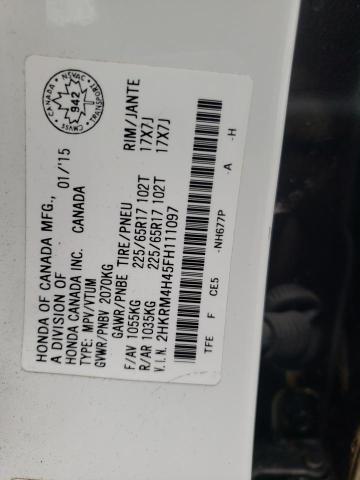 HONDA OF CANADA MFG.,
A DIVISION OF 01/'15
HONDA CANADA INC. CANADA
TYPE: MPV/VTUM
GVWR/PNBV 2070KG
GAWR/PNBE TIRE/PNEU RIM/JANTE
F/AV 1055KG 225/65R17 102T 17X7J
R/AR 1035KG 225/65R17 102T 17X7J
V.I.N. 2HKRM4H45FH111097
TFE F CE5 -NH677P -A -H
CANADA
NSVAC
942
CMVSS
TRANSPORT